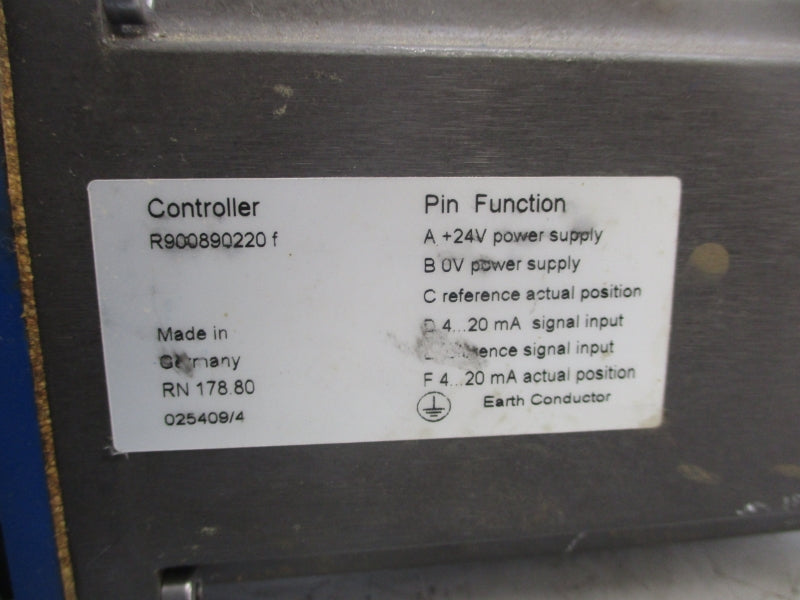 Controller
R900890220 f
Made in
Germany
RN 178.80
025409/4
Pin Function
A +24V power supply
B 0V power supply
C reference actual position
D 4...20 mA signal input
signal input
F 4...20 mA actual position
Earth Conductor